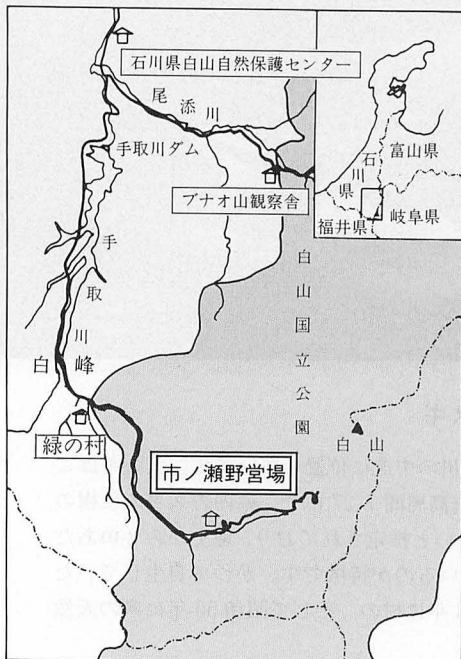 石川県白山自然保護センター
尾添川
手取川ダム
ブナオ山観察舎
石川県
富山県
福井県
岐阜県
手取川
白峰
白山国立公園
白山
緑の村
市ノ瀬野営場